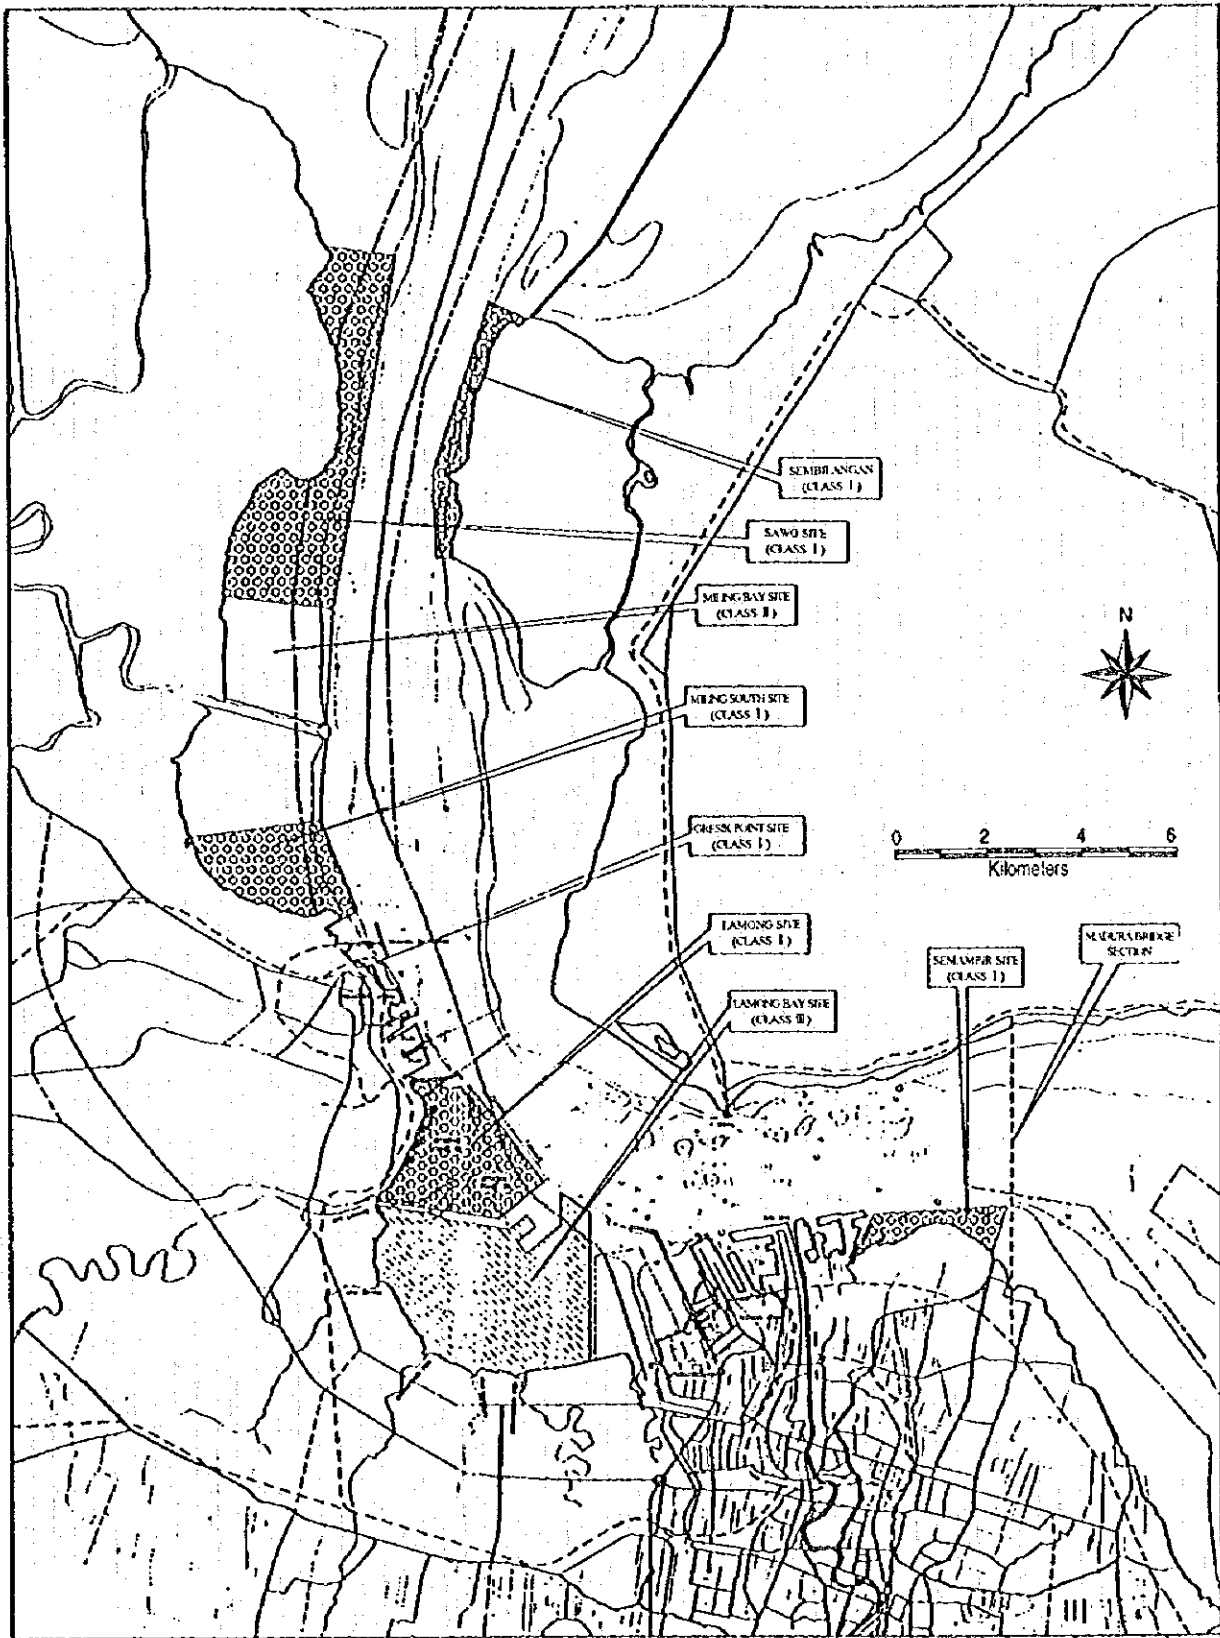 SEMBILANGAN
(CLASS I)
SAWO SITE
(CLASS I)
MILING BAY SITE
(CLASS II)
N
MILING SOUTH SITE
(CLASS I)
GRESIK POINT SITE
(CLASS I)
0 2 4 6
Kilometers
LAMONG SITE
MADURA BRIDGE
SECTION
SEMAMPIR SITE
(CLASS I)
LAMONG BAY SITE
(CLASS III)